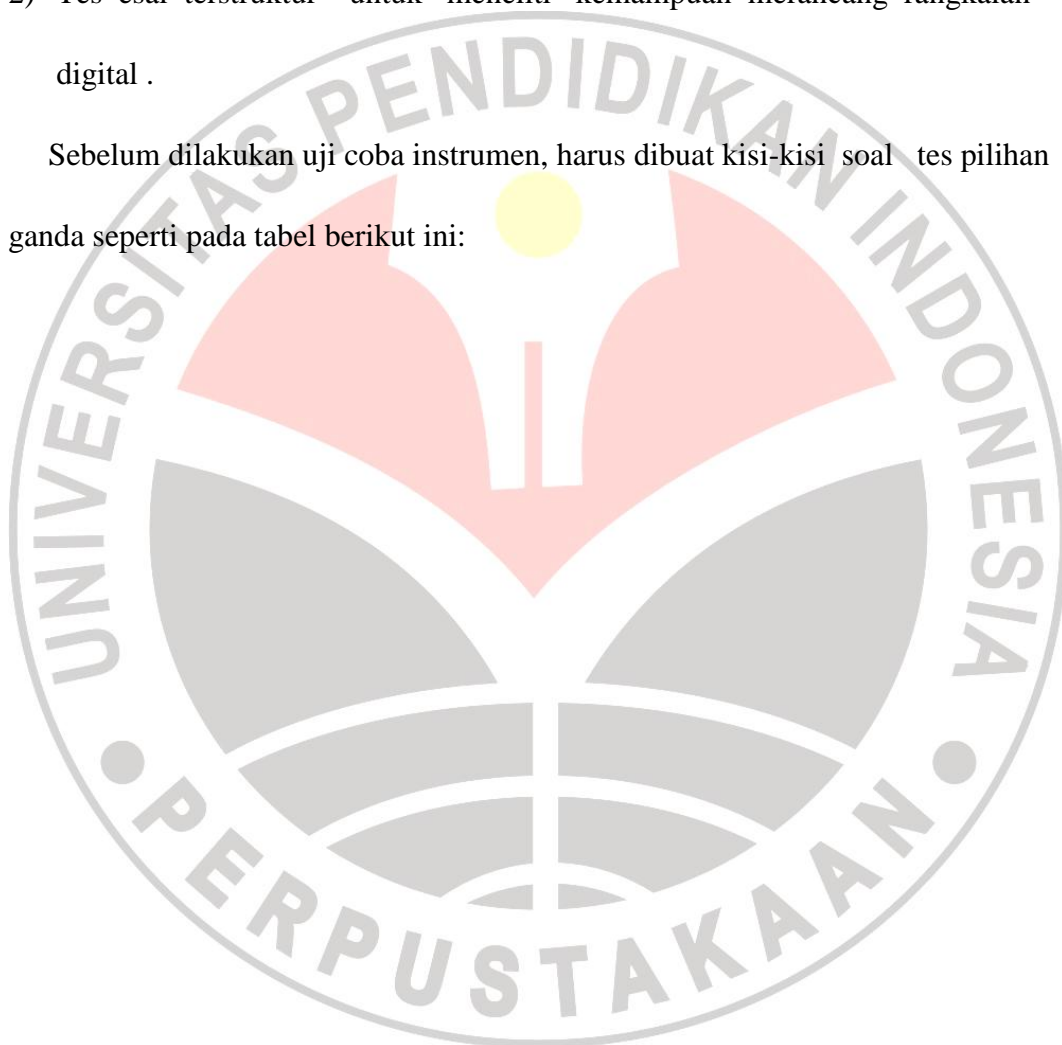 2) Tes esai terstruktur untuk meneliti kemampuan merancang rangkaian
digital .
Sebelum dilakukan uji coba instrumen, harus dibuat kisi-kisi soal tes pilihan
ganda seperti pada tabel berikut ini:
UNIVERSITAS PENDIDIKAN INDONESIA
PERPUSTAKAAN